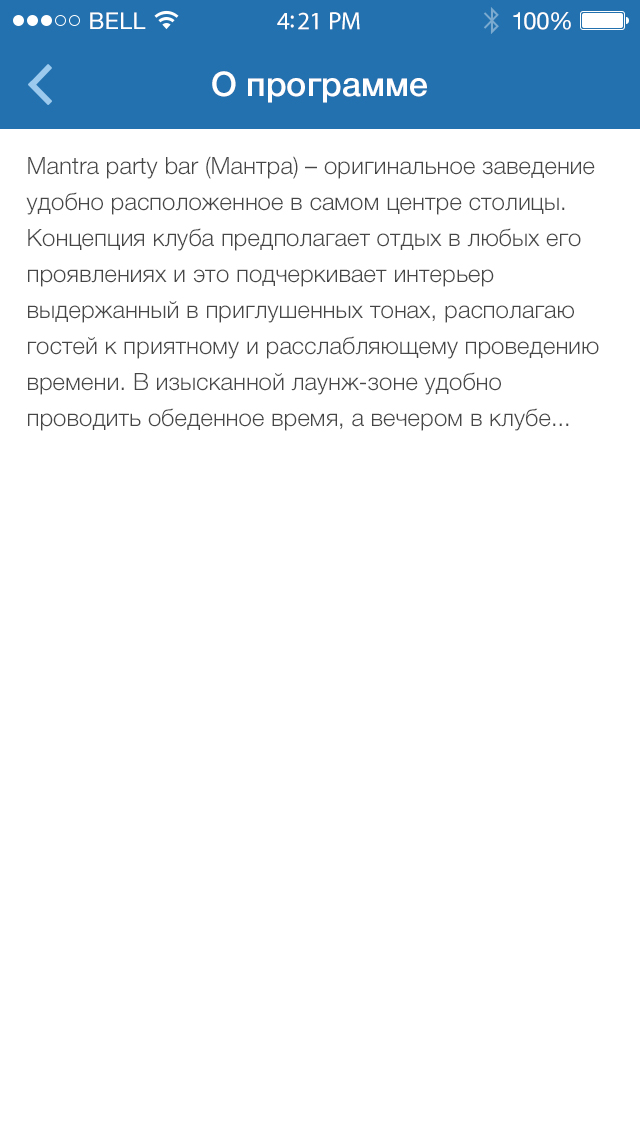 BELL 4:21 PM 100%
О программе
Mantra party bar (Мантра) – оригинальное заведение
удобно расположенное в самом центре столицы.
Концепция клуба предполагает отдых в любых его
проявлениях и это подчеркивает интерьер
выдержанный в приглушенных тонах, располагаю
гостей к приятному и расслабляющему проведению
времени. В изысканной лаунж-зоне удобно
проводить обеденное время, а вечером в клубе...